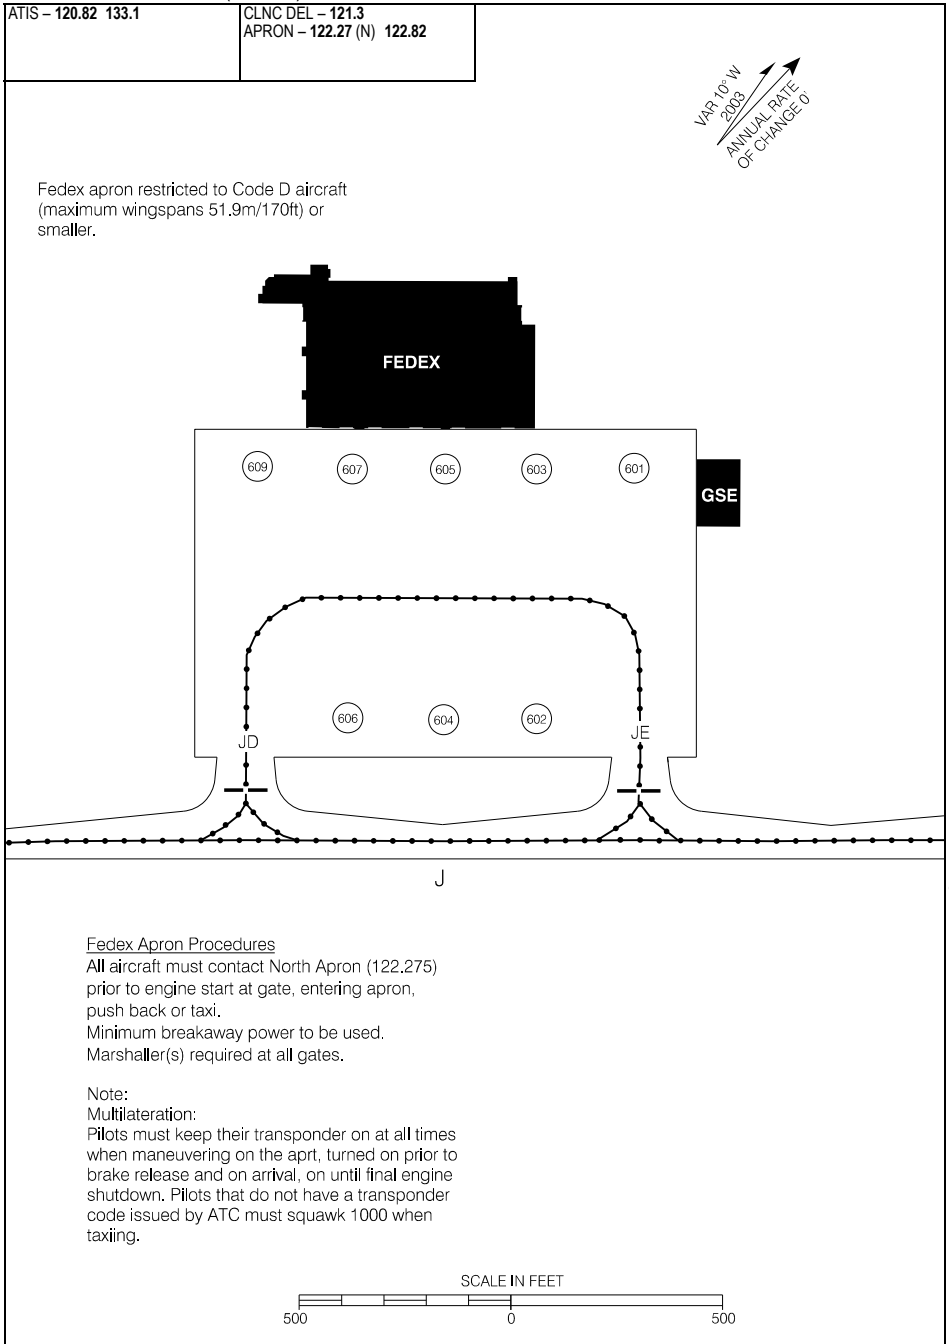 ATIS – 120.82 133.1
CLNC DEL – 121.3
APRON – 122.27 (N) 122.82
VAR 10° W
2003
ANNUAL RATE
OF CHANGE 0'
Fedex apron restricted to Code D aircraft
(maximum wingspans 51.9m/170ft) or
smaller.
FEDEX
609
607
605
603
601
GSE
606
604
602
JD
JE
J
Fedex Apron Procedures
All aircraft must contact North Apron (122.275)
prior to engine start at gate, entering apron,
push back or taxi.
Minimum breakaway power to be used.
Marshaller(s) required at all gates.
Note:
Multilateration:
Pilots must keep their transponder on at all times
when maneuvering on the aprt, turned on prior to
brake release and on arrival, on until final engine
shutdown. Pilots that do not have a transponder
code issued by ATC must squawk 1000 when
taxiing.
SCALE IN FEET
500 0 500